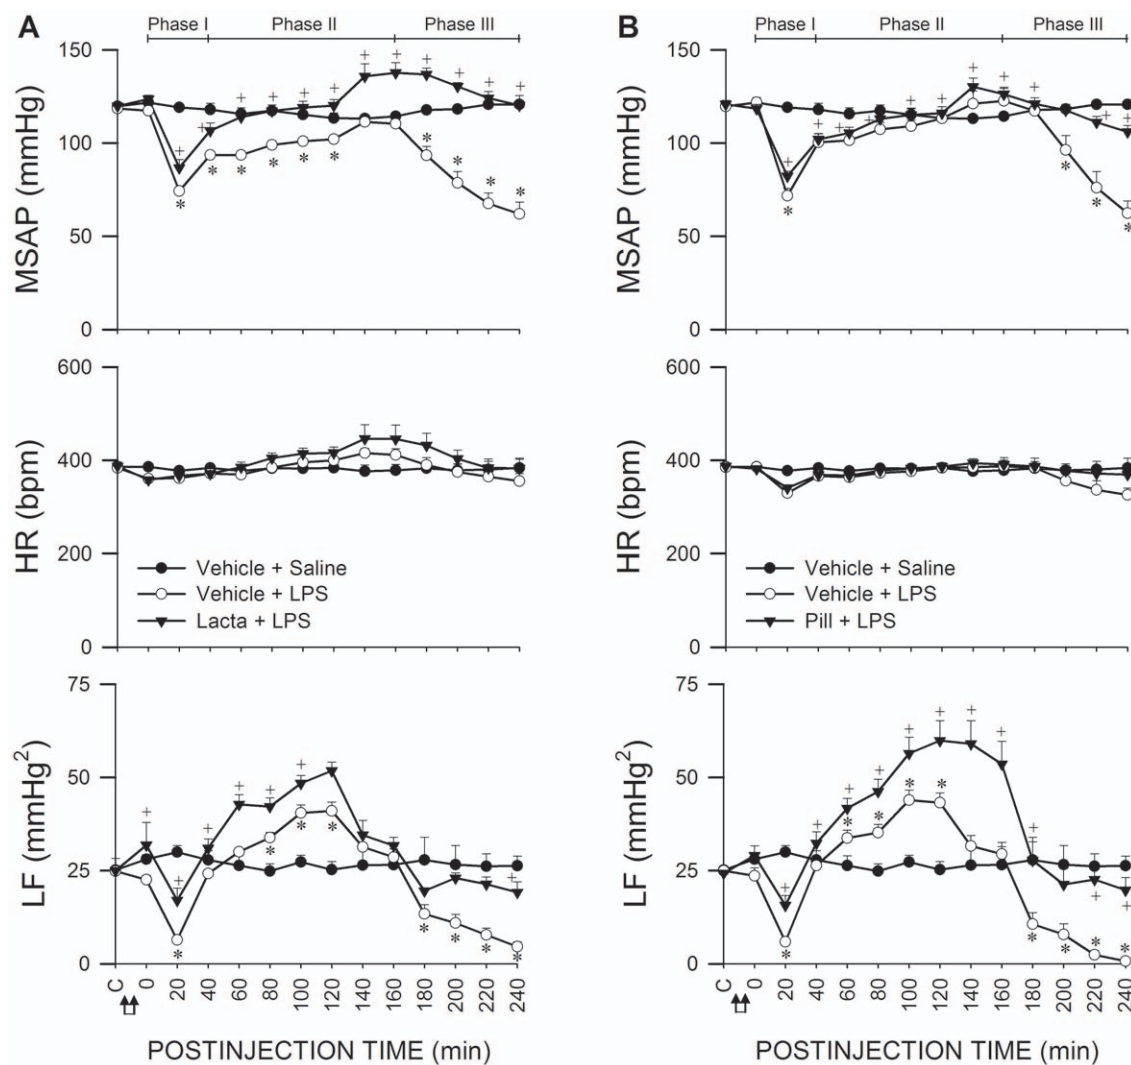 A
Phase I Phase II Phase III
150
100
50
0
MSAP (mmHg)
+ + + + + + + + + + + +
* * * * * * * * * *
600
400
200
0
HR (bpm)
Vehicle + Saline
Vehicle + LPS
Lacta + LPS
75
50
25
0
LF (mmHg²)
+ + + + + + +
* * * * * * * *
C 0 20 40 60 80 100 120 140 160 180 200 220 240
POSTINJECTION TIME (min)
B
Phase I Phase II Phase III
150
100
50
0
MSAP (mmHg)
+ + + + + + + + + + +
* * * *
600
400
200
0
HR (bpm)
Vehicle + Saline
Vehicle + LPS
Pill + LPS
75
50
25
0
LF (mmHg²)
+ + + + + + + + + + +
* * * * * * * * *
C 0 20 40 60 80 100 120 140 160 180 200 220 240
POSTINJECTION TIME (min)